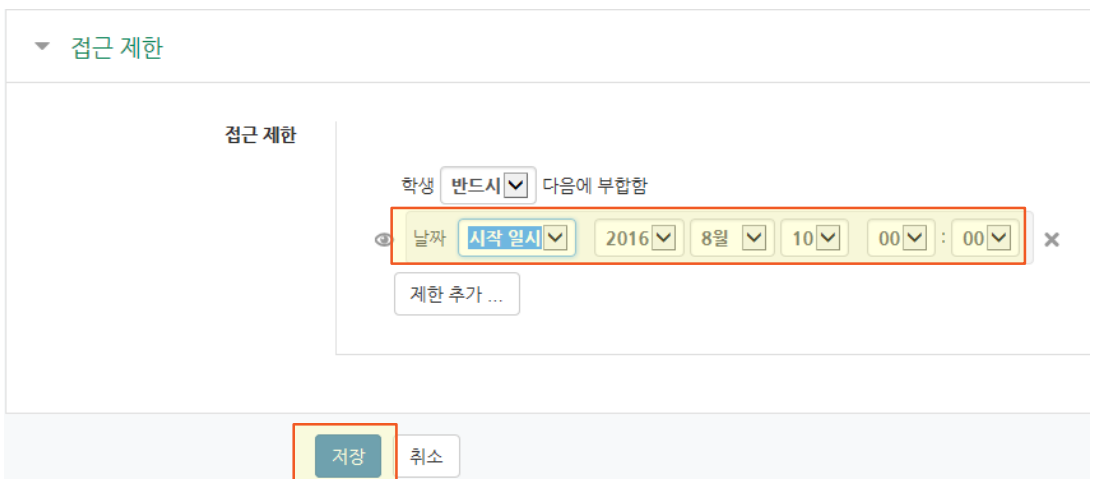 접근 제한
접근 제한
학생 반드시 다음에 부합함
날짜 시작 일시 2016 8월 10 00 : 00
제한 추가 ...
저장 취소